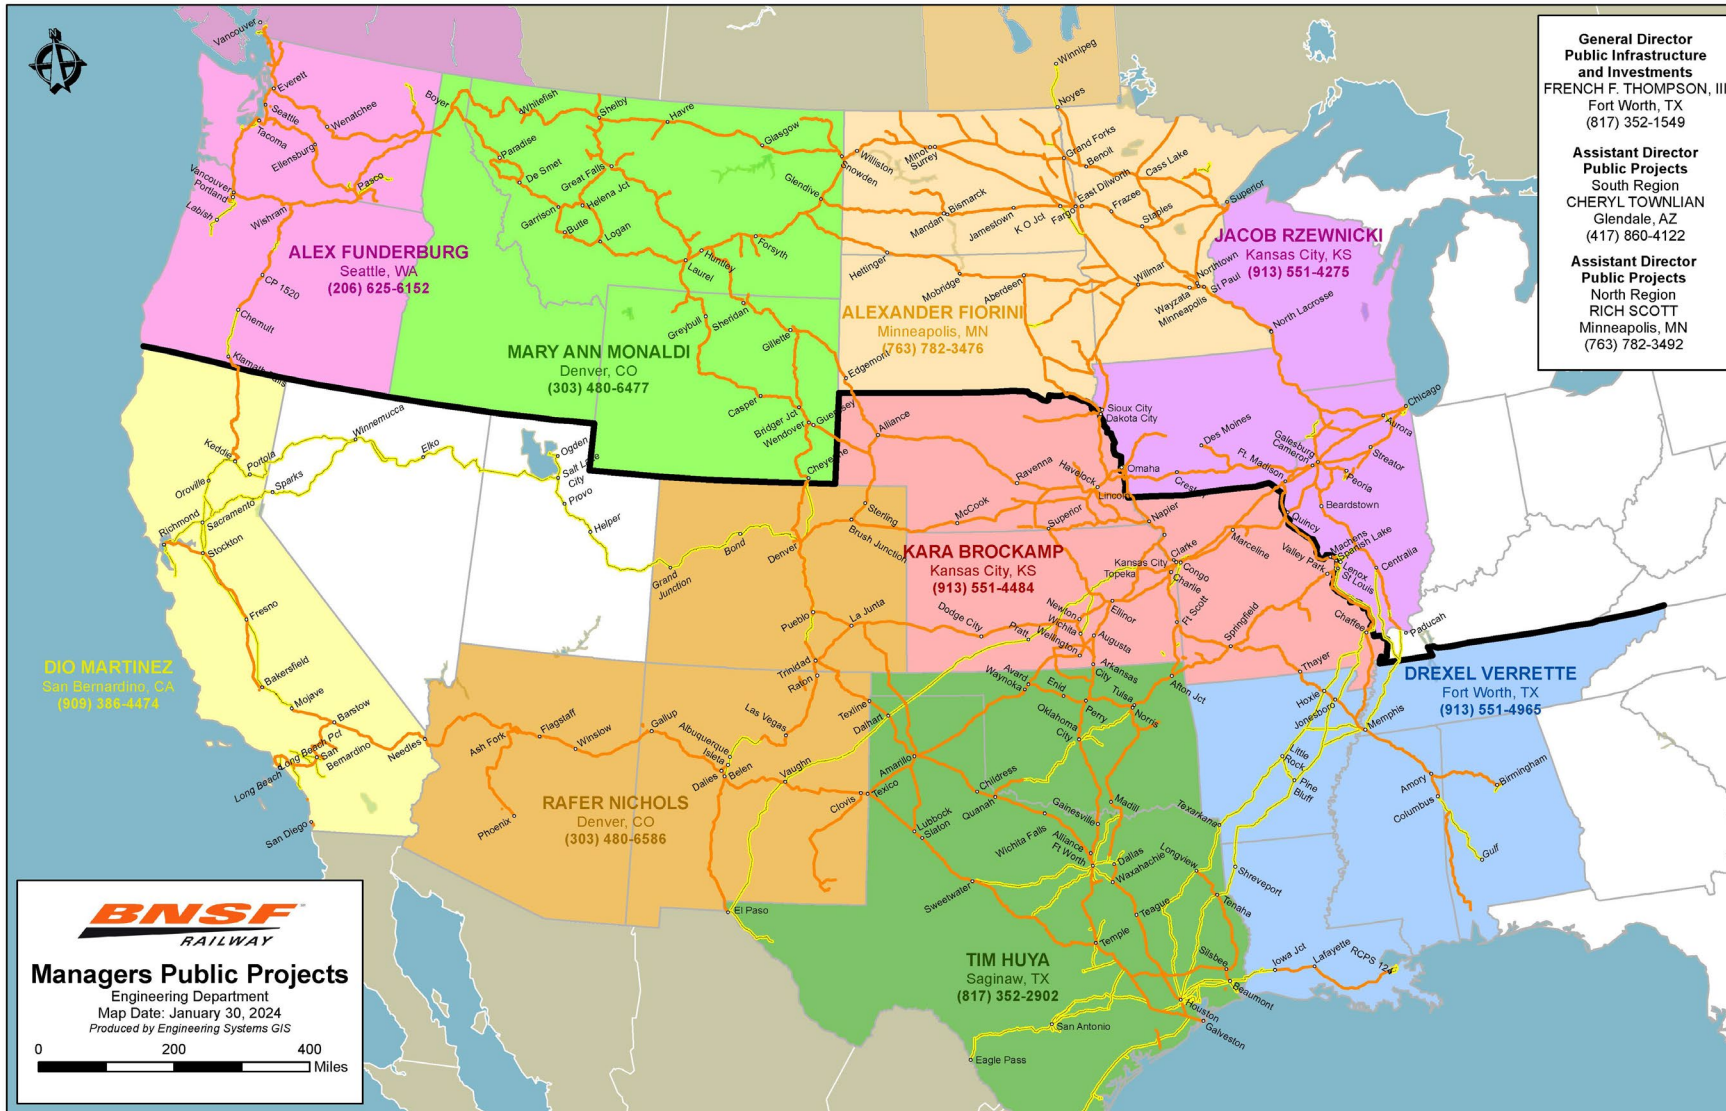 General Director
Public Infrastructure
and Investments
FRENCH F. THOMPSON, III
Fort Worth, TX
(817) 352-1549
Assistant Director
Public Projects
South Region
CHERYL TOWNLIAN
Glendale, AZ
(417) 860-4122
Assistant Director
Public Projects
North Region
RICH SCOTT
Minneapolis, MN
(763) 782-3492
ALEX FUNDERBURG
Seattle, WA
(206) 625-6152
MARY ANN MONALDI
Denver, CO
(303) 480-6477
ALEXANDER FIORINI
Minneapolis, MN
(763) 782-3476
JACOB RZEWNICKI
Kansas City, KS
(913) 551-4275
KARA BROCKAMP
Kansas City, KS
(913) 551-4484
DIO MARTINEZ
San Bernardino, CA
(909) 386-4474
RAFER NICHOLS
Denver, CO
(303) 480-6586
DREXEL VERRETTE
Fort Worth, TX
(913) 551-4965
TIM HUYA
Saginaw, TX
(817) 352-2902
Vancouver
Everett
Seattle
Tacoma
Wenatchee
Ellensburg
Pasco
Vancouver
Portland
Labish
Wishram
CP 1520
Chemult
Klamath Falls
Boyer
Whitefish
Shelby
Havre
Glasgow
Paradise
De Smet
Great Falls
Helena Jct
Garrison
Butte
Logan
Glendive
Snowden
Forsyth
Huntley
Laurel
Greybull
Sheridan
Gillette
Edgemont
Casper
Bridger Jct
Wendover
Guernsey
Cheyenne
Winnipeg
Noyes
Williston
Minot
Surrey
Grand Forks
Benoit
Cass Lake
Superior
East Dilworth
Frazee
Staples
Bismarck
Mandan
Jamestown
K O Jct
Fargo
Hettinger
Mobridge
Aberdeen
Willmar
Northtown
St Paul
Wayzata
Minneapolis
North Lacrosse
Chicago
Aurora
Streator
Peoria
Galesburg
Cameron
Ft. Madison
Beardstown
Des Moines
Creston
Sioux City
Dakota City
Omaha
Alliance
Ravenna
Havelock
Lincoln
McCook
Superior
Napier
Sterling
Brush Junction
Denver
Bond
Grand
Junction
Helper
Provo
Salt Lake
City
Ogden
Elko
Winnemucca
Keddie
Portola
Sparks
Oroville
Sacramento
Richmond
Stockton
Fresno
Bakersfield
Mojave
Barstow
Needles
Long Beach Pct
San
Bernardino
Long Beach
San Diego
Ash Fork
Flagstaff
Winslow
Gallup
Phoenix
Albuquerque
Isleta
Dalies
Belen
Las Vegas
Vaughn
Clovis
Texico
El Paso
Pueblo
La Junta
Trinidad
Raton
Texline
Dalhart
Amarillo
Dodge City
Pratt
Newton
Wichita
Wellington
Augusta
Ellinor
Topeka
Kansas City
Clarke
Congo
Charlie
Ft Scott
Marceline
Quincy
Machens
Spanish Lake
Valley Park
Lenox
St Louis
Centralia
Chaffee
Paducah
Springfield
Thayer
Afton Jct
Arkansas
City
Avard
Waynoka
Enid
Perry
Tulsa
Norris
Oklahoma
City
Childress
Quanah
Lubbock
Slaton
Sweetwater
Wichita Falls
Gainesville
Madill
Alliance
Ft Worth
Dallas
Waxahachie
Teague
Temple
Longview
Texarkana
Shreveport
Tenaha
Silsbee
Beaumont
Houston
Galveston
San Antonio
Eagle Pass
Iowa Jct
Lafayette
RCPS 124
Hoxie
Jonesboro
Memphis
Little
Rock
Pine
Bluff
Amory
Columbus
Birmingham
Gulf
BNSF
RAILWAY
Managers Public Projects
Engineering Department
Map Date: January 30, 2024
Produced by Engineering Systems GIS
0 200 400
Miles